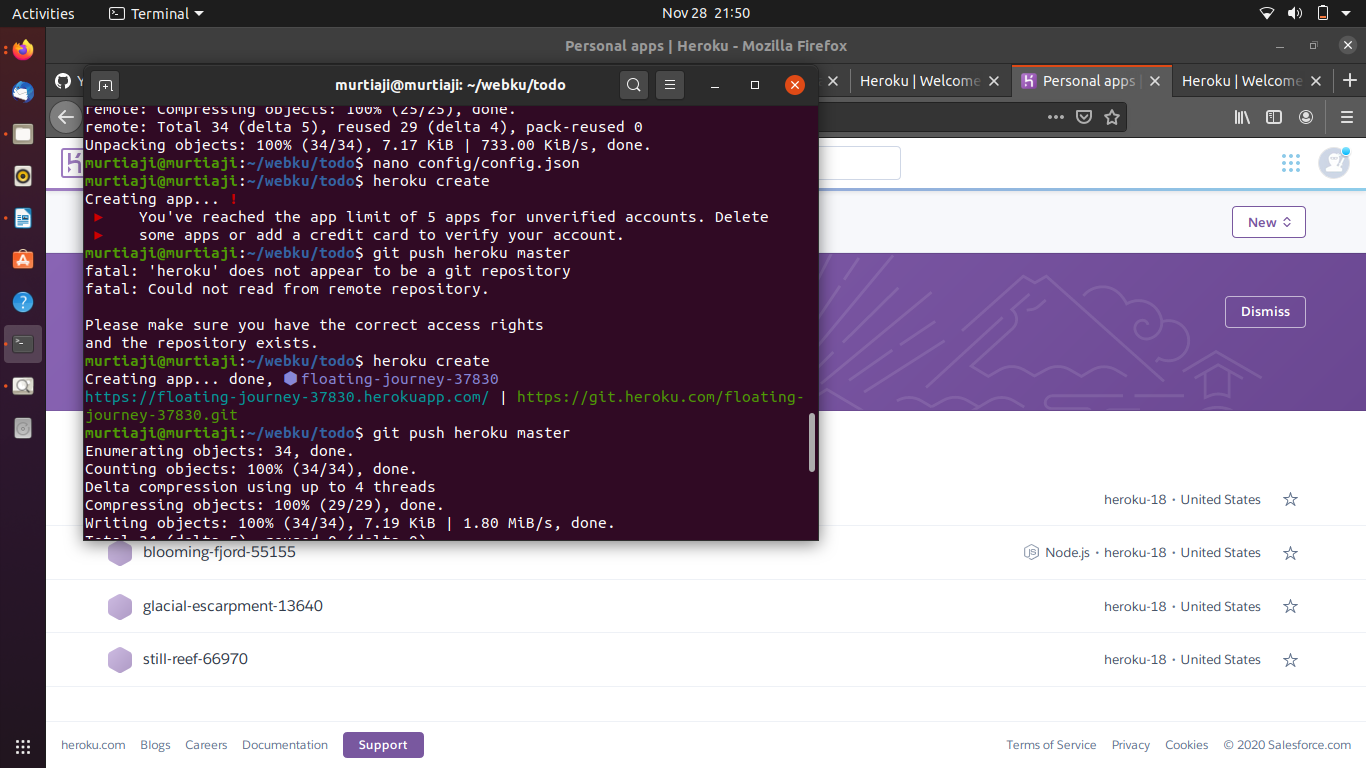 Activities
Terminal
Nov 28 21:50
Personal apps | Heroku - Mozilla Firefox
Y
murtiaji@murtiaji: ~/webku/todo
Heroku | Welcome
Personal apps
Heroku | Welcome
remote: Compressing objects: 100% (25/25), done.
remote: Total 34 (delta 5), reused 29 (delta 4), pack-reused 0
Unpacking objects: 100% (34/34), 7.17 KiB | 733.00 KiB/s, done.
murtiaji@murtiaji:~/webku/todo$ nano config/config.json
murtiaji@murtiaji:~/webku/todo$ heroku create
Creating app... !
▸    You've reached the app limit of 5 apps for unverified accounts. Delete
▸    some apps or add a credit card to verify your account.
murtiaji@murtiaji:~/webku/todo$ git push heroku master
fatal: 'heroku' does not appear to be a git repository
fatal: Could not read from remote repository.
Please make sure you have the correct access rights
and the repository exists.
murtiaji@murtiaji:~/webku/todo$ heroku create
Creating app... done, ⬢ floating-journey-37830
https://floating-journey-37830.herokuapp.com/ | https://git.heroku.com/floating-
journey-37830.git
murtiaji@murtiaji:~/webku/todo$ git push heroku master
Enumerating objects: 34, done.
Counting objects: 100% (34/34), done.
Delta compression using up to 4 threads
Compressing objects: 100% (29/29), done.
Writing objects: 100% (34/34), 7.19 KiB | 1.80 MiB/s, done.
Total 34 (delta 5), reused 0 (delta 0)
New
Dismiss
heroku-18 • United States
blooming-fjord-55155
Node.js • heroku-18 • United States
glacial-escarpment-13640
heroku-18 • United States
still-reef-66970
heroku-18 • United States
heroku.com Blogs Careers Documentation Support
Terms of Service Privacy Cookies © 2020 Salesforce.com